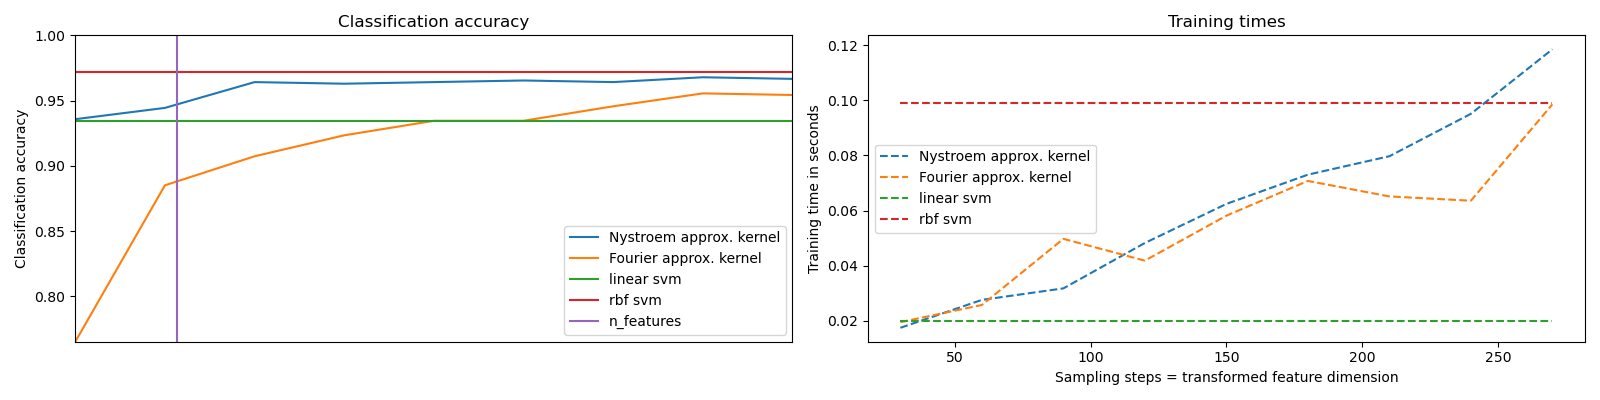 Classification accuracy
Classification accuracy
1.00
0.95
0.90
0.85
0.80
Nystroem approx. kernel
Fourier approx. kernel
linear svm
rbf svm
n_features
Training times
Training time in seconds
0.12
0.10
0.08
0.06
0.04
0.02
Nystroem approx. kernel
Fourier approx. kernel
linear svm
rbf svm
50 100 150 200 250
Sampling steps = transformed feature dimension